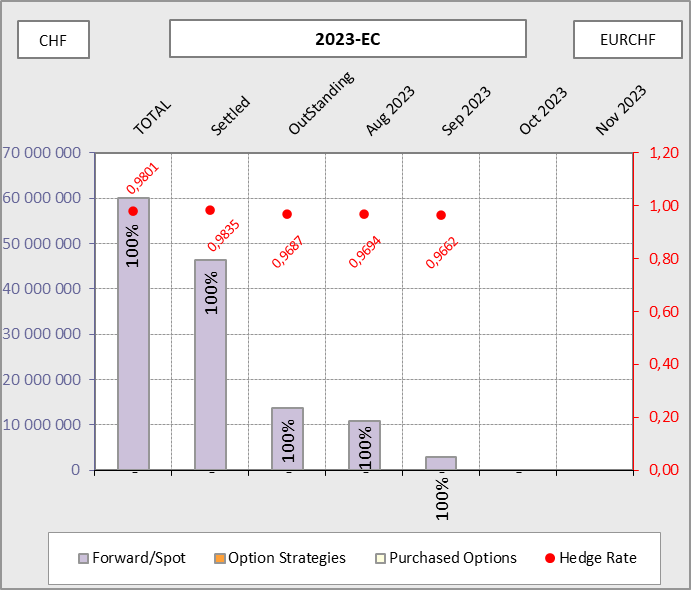 CHF
2023-EC
EURCHF
TOTAL
Settled
OutStanding
Aug 2023
Sep 2023
Oct 2023
Nov 2023
70 000 000
60 000 000
50 000 000
40 000 000
30 000 000
20 000 000
10 000 000
0
1,20
1,00
0,80
0,60
0,40
0,20
0,00
0,9801
0,9835
0,9687
0,9694
0,9662
100%
100%
100%
100%
100%
Forward/Spot
Option Strategies
Purchased Options
Hedge Rate